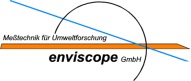 Meßtechnik für Umweltforschung
enviscope GmbH